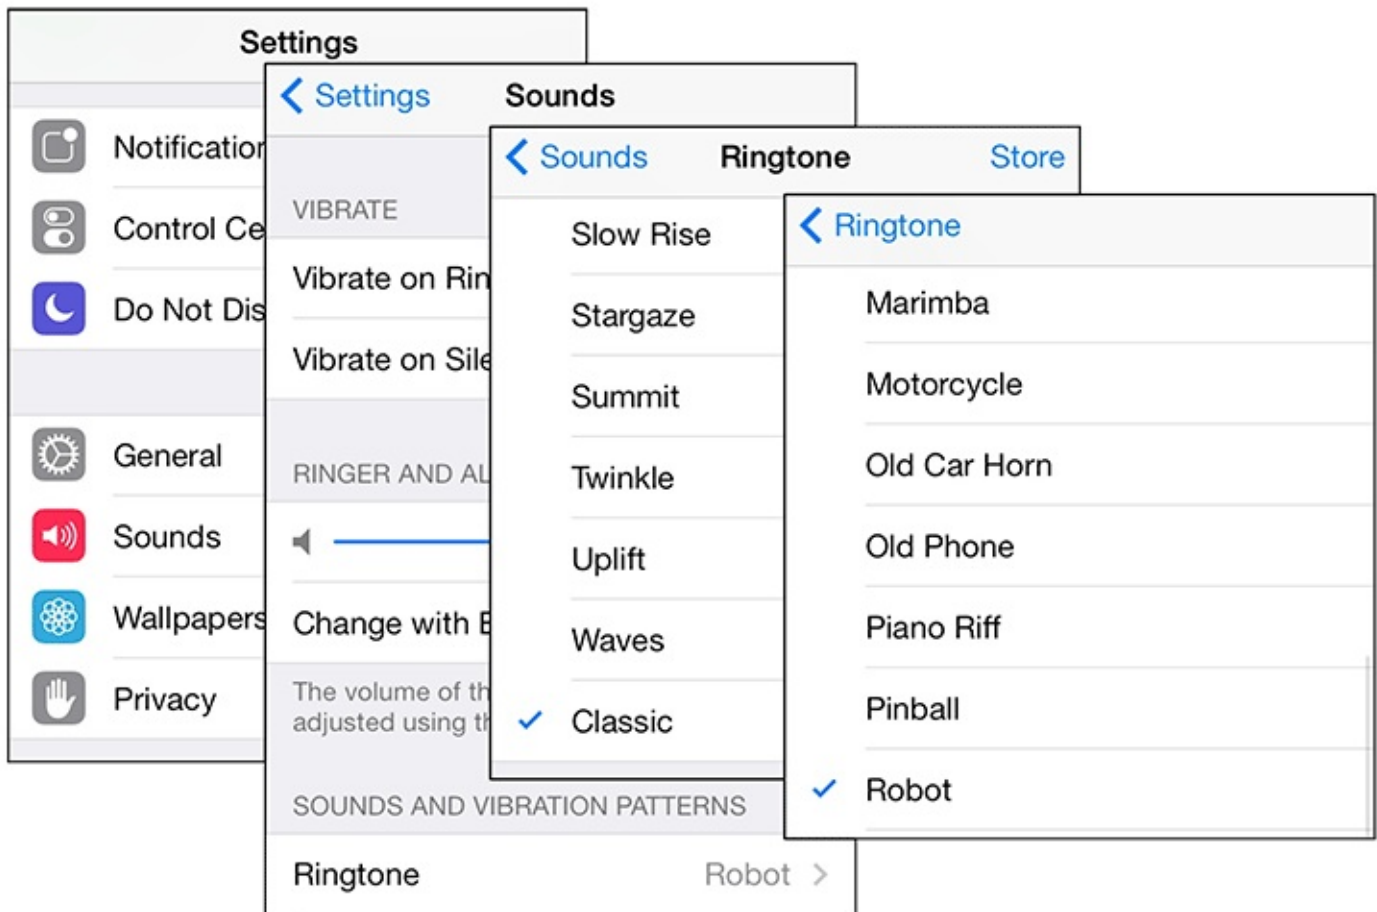 Settings
Notification
Control Ce
Do Not Dis
General
Sounds
Wallpapers
Privacy
Settings
Sounds
VIBRATE
Vibrate on Rin
Vibrate on Sile
RINGER AND AL
Change with B
The volume of th
adjusted using th
SOUNDS AND VIBRATION PATTERNS
Ringtone Robot
Sounds Ringtone Store
Slow Rise
Stargaze
Summit
Twinkle
Uplift
Waves
Classic
Ringtone
Marimba
Motorcycle
Old Car Horn
Old Phone
Piano Riff
Pinball
Robot